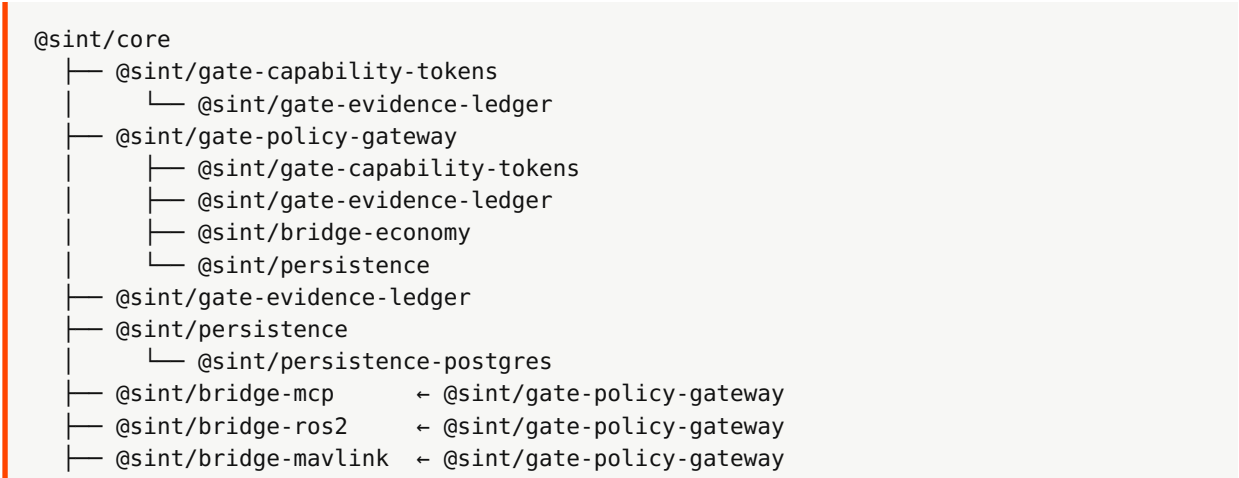 @sint/core
├── @sint/gate-capability-tokens
│     └── @sint/gate-evidence-ledger
├── @sint/gate-policy-gateway
│     ├── @sint/gate-capability-tokens
│     ├── @sint/gate-evidence-ledger
│     ├── @sint/bridge-economy
│     └── @sint/persistence
├── @sint/gate-evidence-ledger
├── @sint/persistence
│     └── @sint/persistence-postgres
├── @sint/bridge-mcp      ← @sint/gate-policy-gateway
├── @sint/bridge-ros2     ← @sint/gate-policy-gateway
├── @sint/bridge-mavlink  ← @sint/gate-policy-gateway